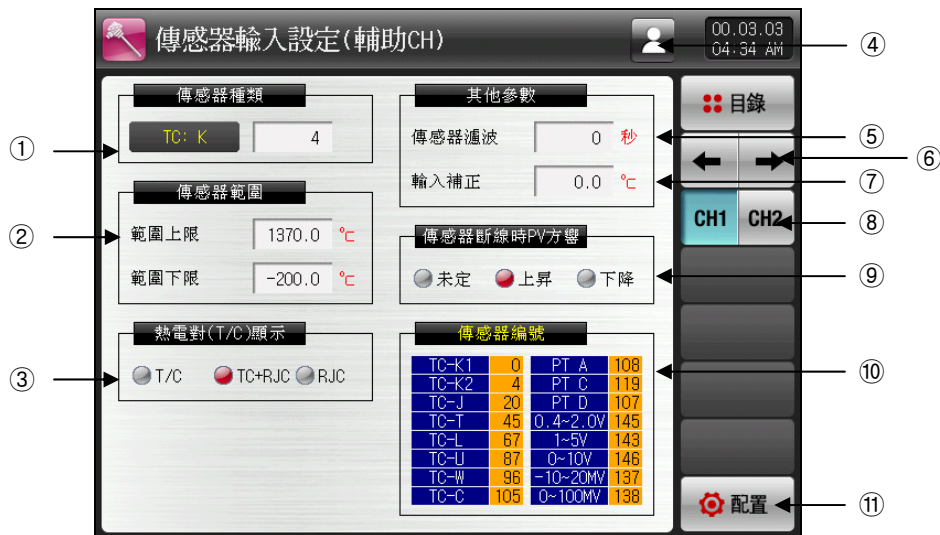 傳感器輸入設定(輔助CH)
00.03.03
04:34 AM
④
傳感器種類
TC: K
4
①
傳感器範圍
範圍上限
1370.0 ℃
範圍下限
-200.0 ℃
②
熱電對(T/C)顯示
T/C
TC+RJC
RJC
③
其他參數
傳感器濾波
0 秒
⑤
輸入補正
0.0 ℃
⑦
傳感器斷線時PV方響
未定
上昇
下降
⑨
傳感器編號
TC-K1 0 PT A 108
TC-K2 4 PT C 119
TC-J 20 PT D 107
TC-T 45 0.4~2.0V 145
TC-L 67 1~5V 143
TC-U 87 0~10V 146
TC-W 96 -10~20MV 137
TC-C 105 0~100MV 138
⑩
目錄
⑥
CH1 CH2
⑧
配置
⑪